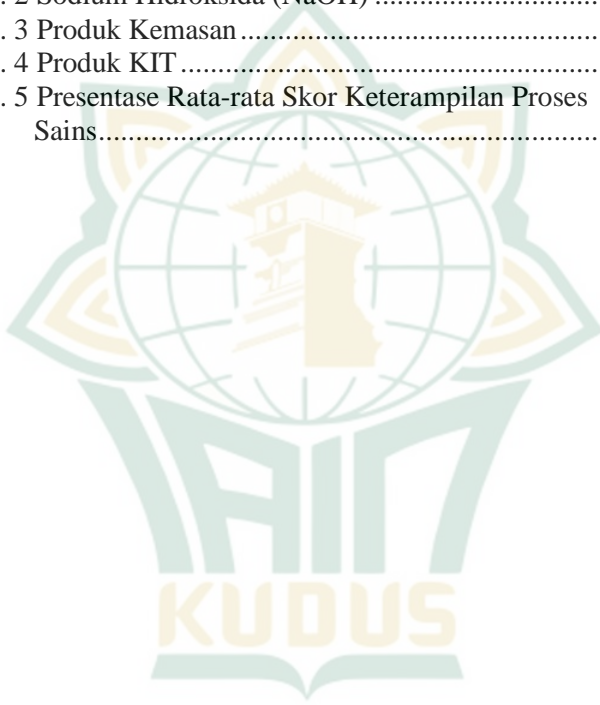 . 2 Sodium Hidroksida (NaOH) ..................................
. 3 Produk Kemasan ......................................................
. 4 Produk KIT ...............................................................
. 5 Presentase Rata-rata Skor Keterampilan Proses
Sains............................................................................
IAIN
KUDUS